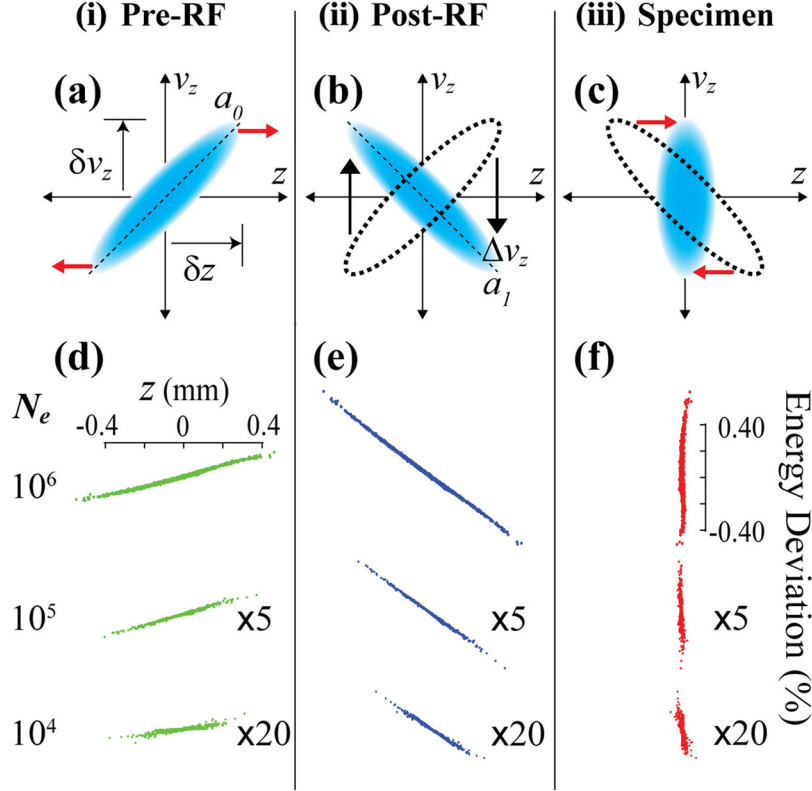 (i) Pre-RF (ii) Post-RF (iii) Specimen
(a) v_z a_0 δv_z z δz
(b) v_z z Δv_z a_1
(c) v_z z
(d) (e) (f)
N_e z (mm)
-0.4 0 0.4
10^6
10^5 x5 x5 x5
10^4 x20 x20 x20
0.40
-0.40
Energy Deviation (%)